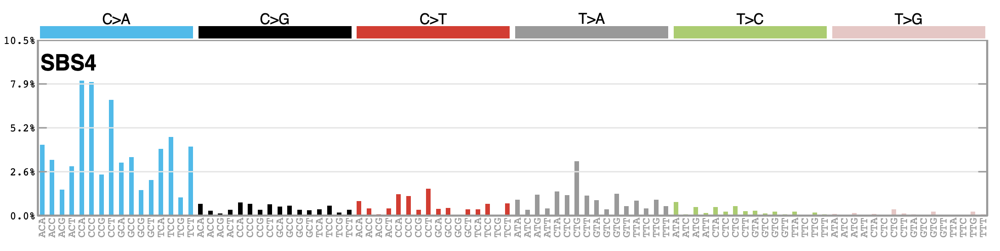 C>A C>G C>T T>A T>C T>G
10.5%
SBS4
7.9%
5.2%
2.6%
0.0%
ACA ACC ACG ACT CCA CCC CCG CCT GCA GCC GCG GCT TCA TCC TCG TCT ACA ACC ACG ACT CCA CCC CCG CCT GCA GCC GCG GCT TCA TCC TCG TCT ACA ACC ACG ACT CCA CCC CCG CCT GCA GCC GCG GCT TCA TCC TCG TCT ATA ATC ATG ATT CTA CTC CTG CTT GTA GTC GTG GTT TTA TTC TTG TTT ATA ATC ATG ATT CTA CTC CTG CTT GTA GTC GTG GTT TTA TTC TTG TTT ATA ATC ATG ATT CTA CTC CTG CTT GTA GTC GTG GTT TTA TTC TTG TTT